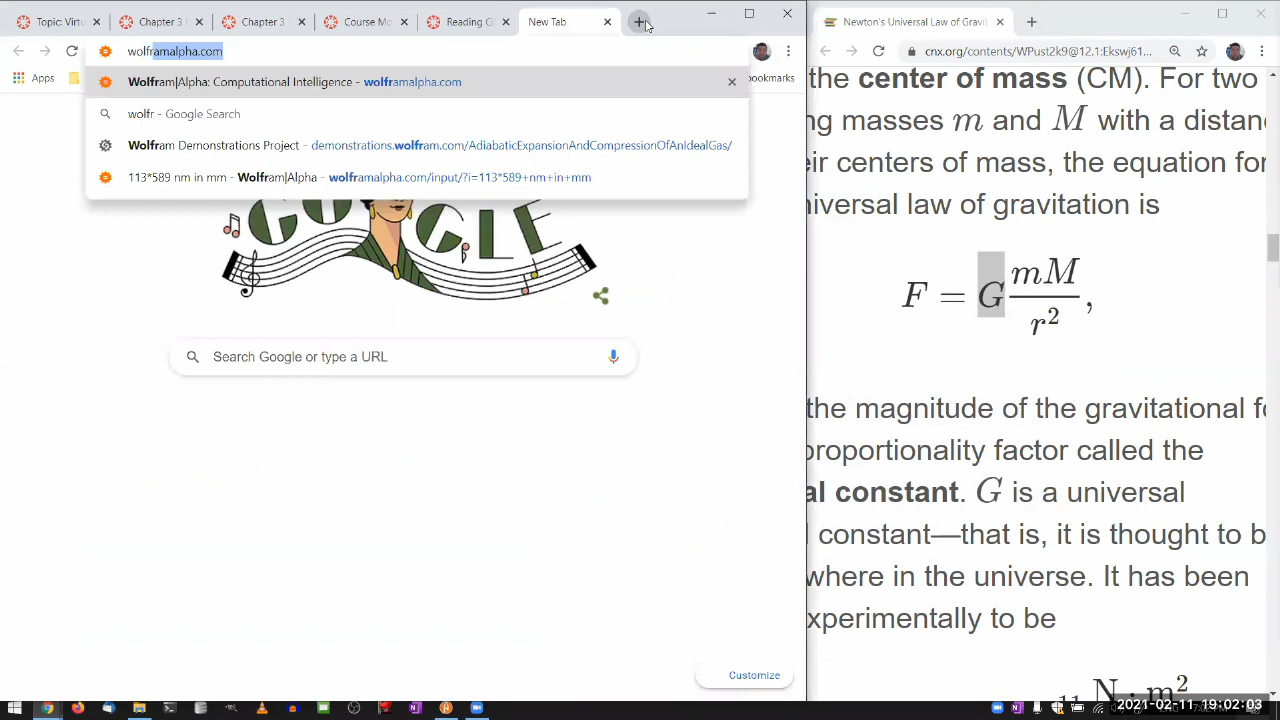 Topic Virtu
Chapter 3 /
Chapter 3
Course Mo
Reading G
New Tab
wolframalpha.com
Apps
ookmarks
Wolfram|Alpha: Computational Intelligence - wolframalpha.com
wolfr - Google Search
Wolfram Demonstrations Project - demonstrations.wolfram.com/AdiabaticExpansionAndCompressionOfAnIdealGas/
113*589 nm in mm - Wolfram|Alpha - wolframalpha.com/input/?i=113*589+nm+in+mm
GOOGLE
Search Google or type a URL
Customize
Newton's Universal Law of Gravit
cnx.org/contents/WPust2k9@12.1:Ekswj61...
the center of mass (CM). For two
ng masses m and M with a distanc
eir centers of mass, the equation for
niversal law of gravitation is
F = G mM / r²,
the magnitude of the gravitational fo
proportionality factor called the
al constant. G is a universal
l constant—that is, it is thought to b
where in the universe. It has been
xperimentally to be
11 N · m²
2021-02-11 19:02:03